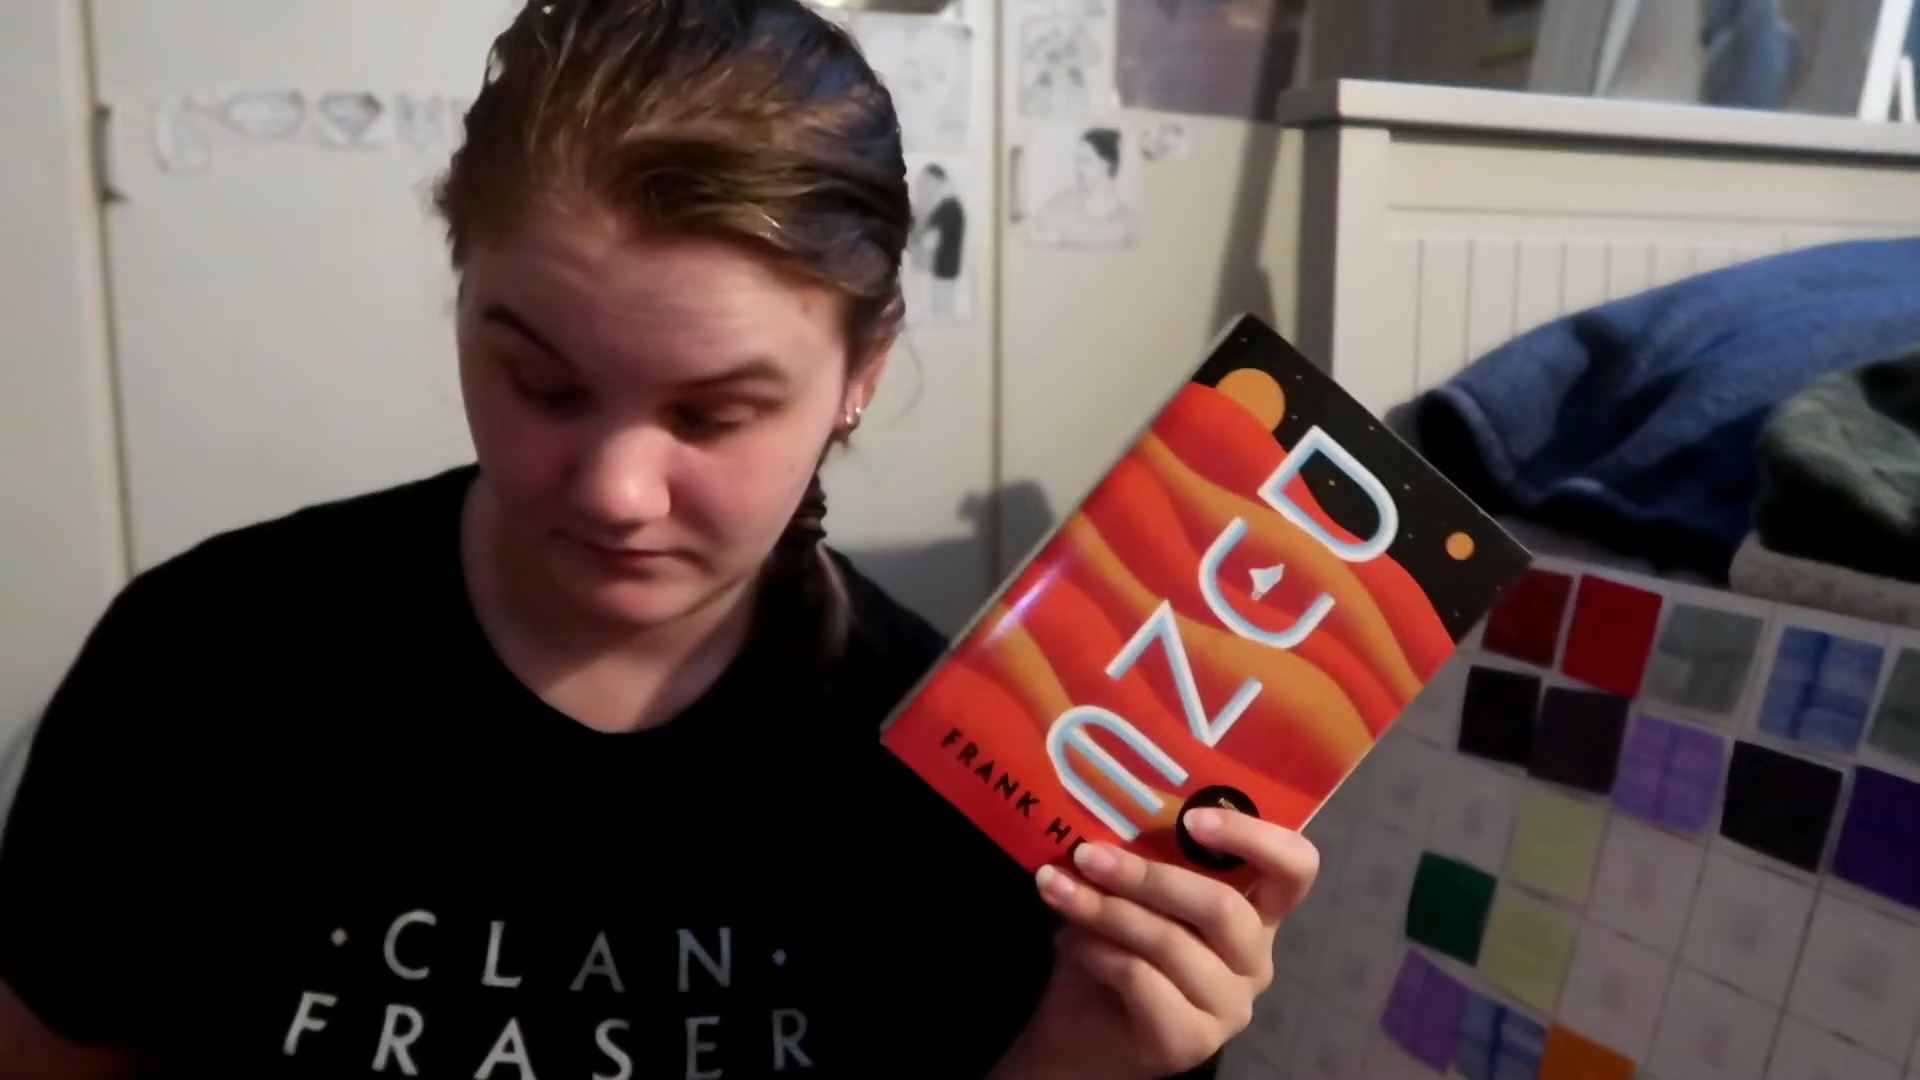 · CLAN ·
FRASER
DUNE
FRANK HE